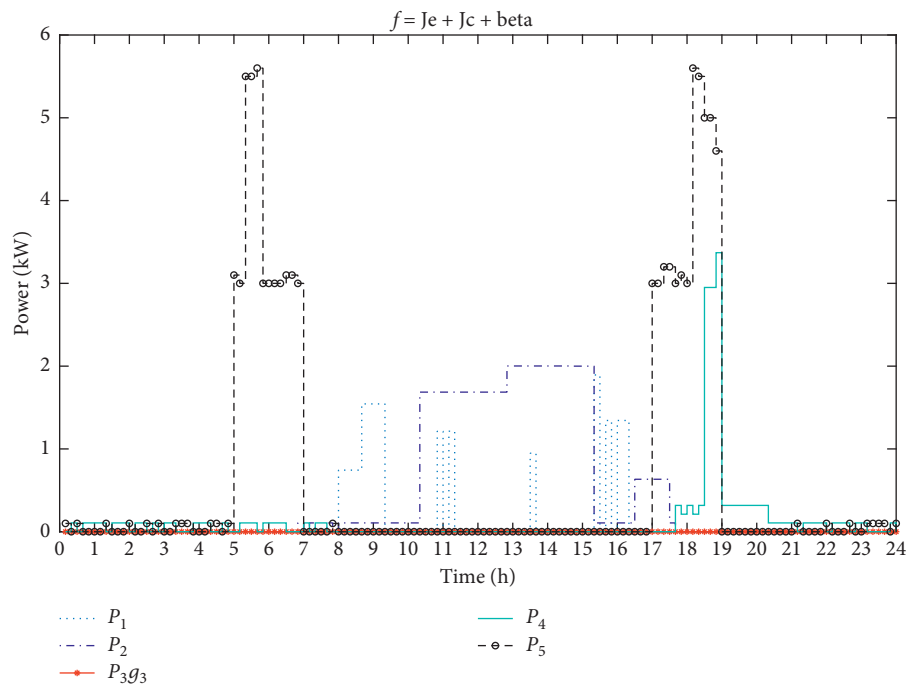 f = Je + Jc + beta
Power (kW)
6
5
4
3
2
1
0
0 1 2 3 4 5 6 7 8 9 10 11 12 13 14 15 16 17 18 19 20 21 22 23 24
Time (h)
P1
P2
P3g3
P4
P5